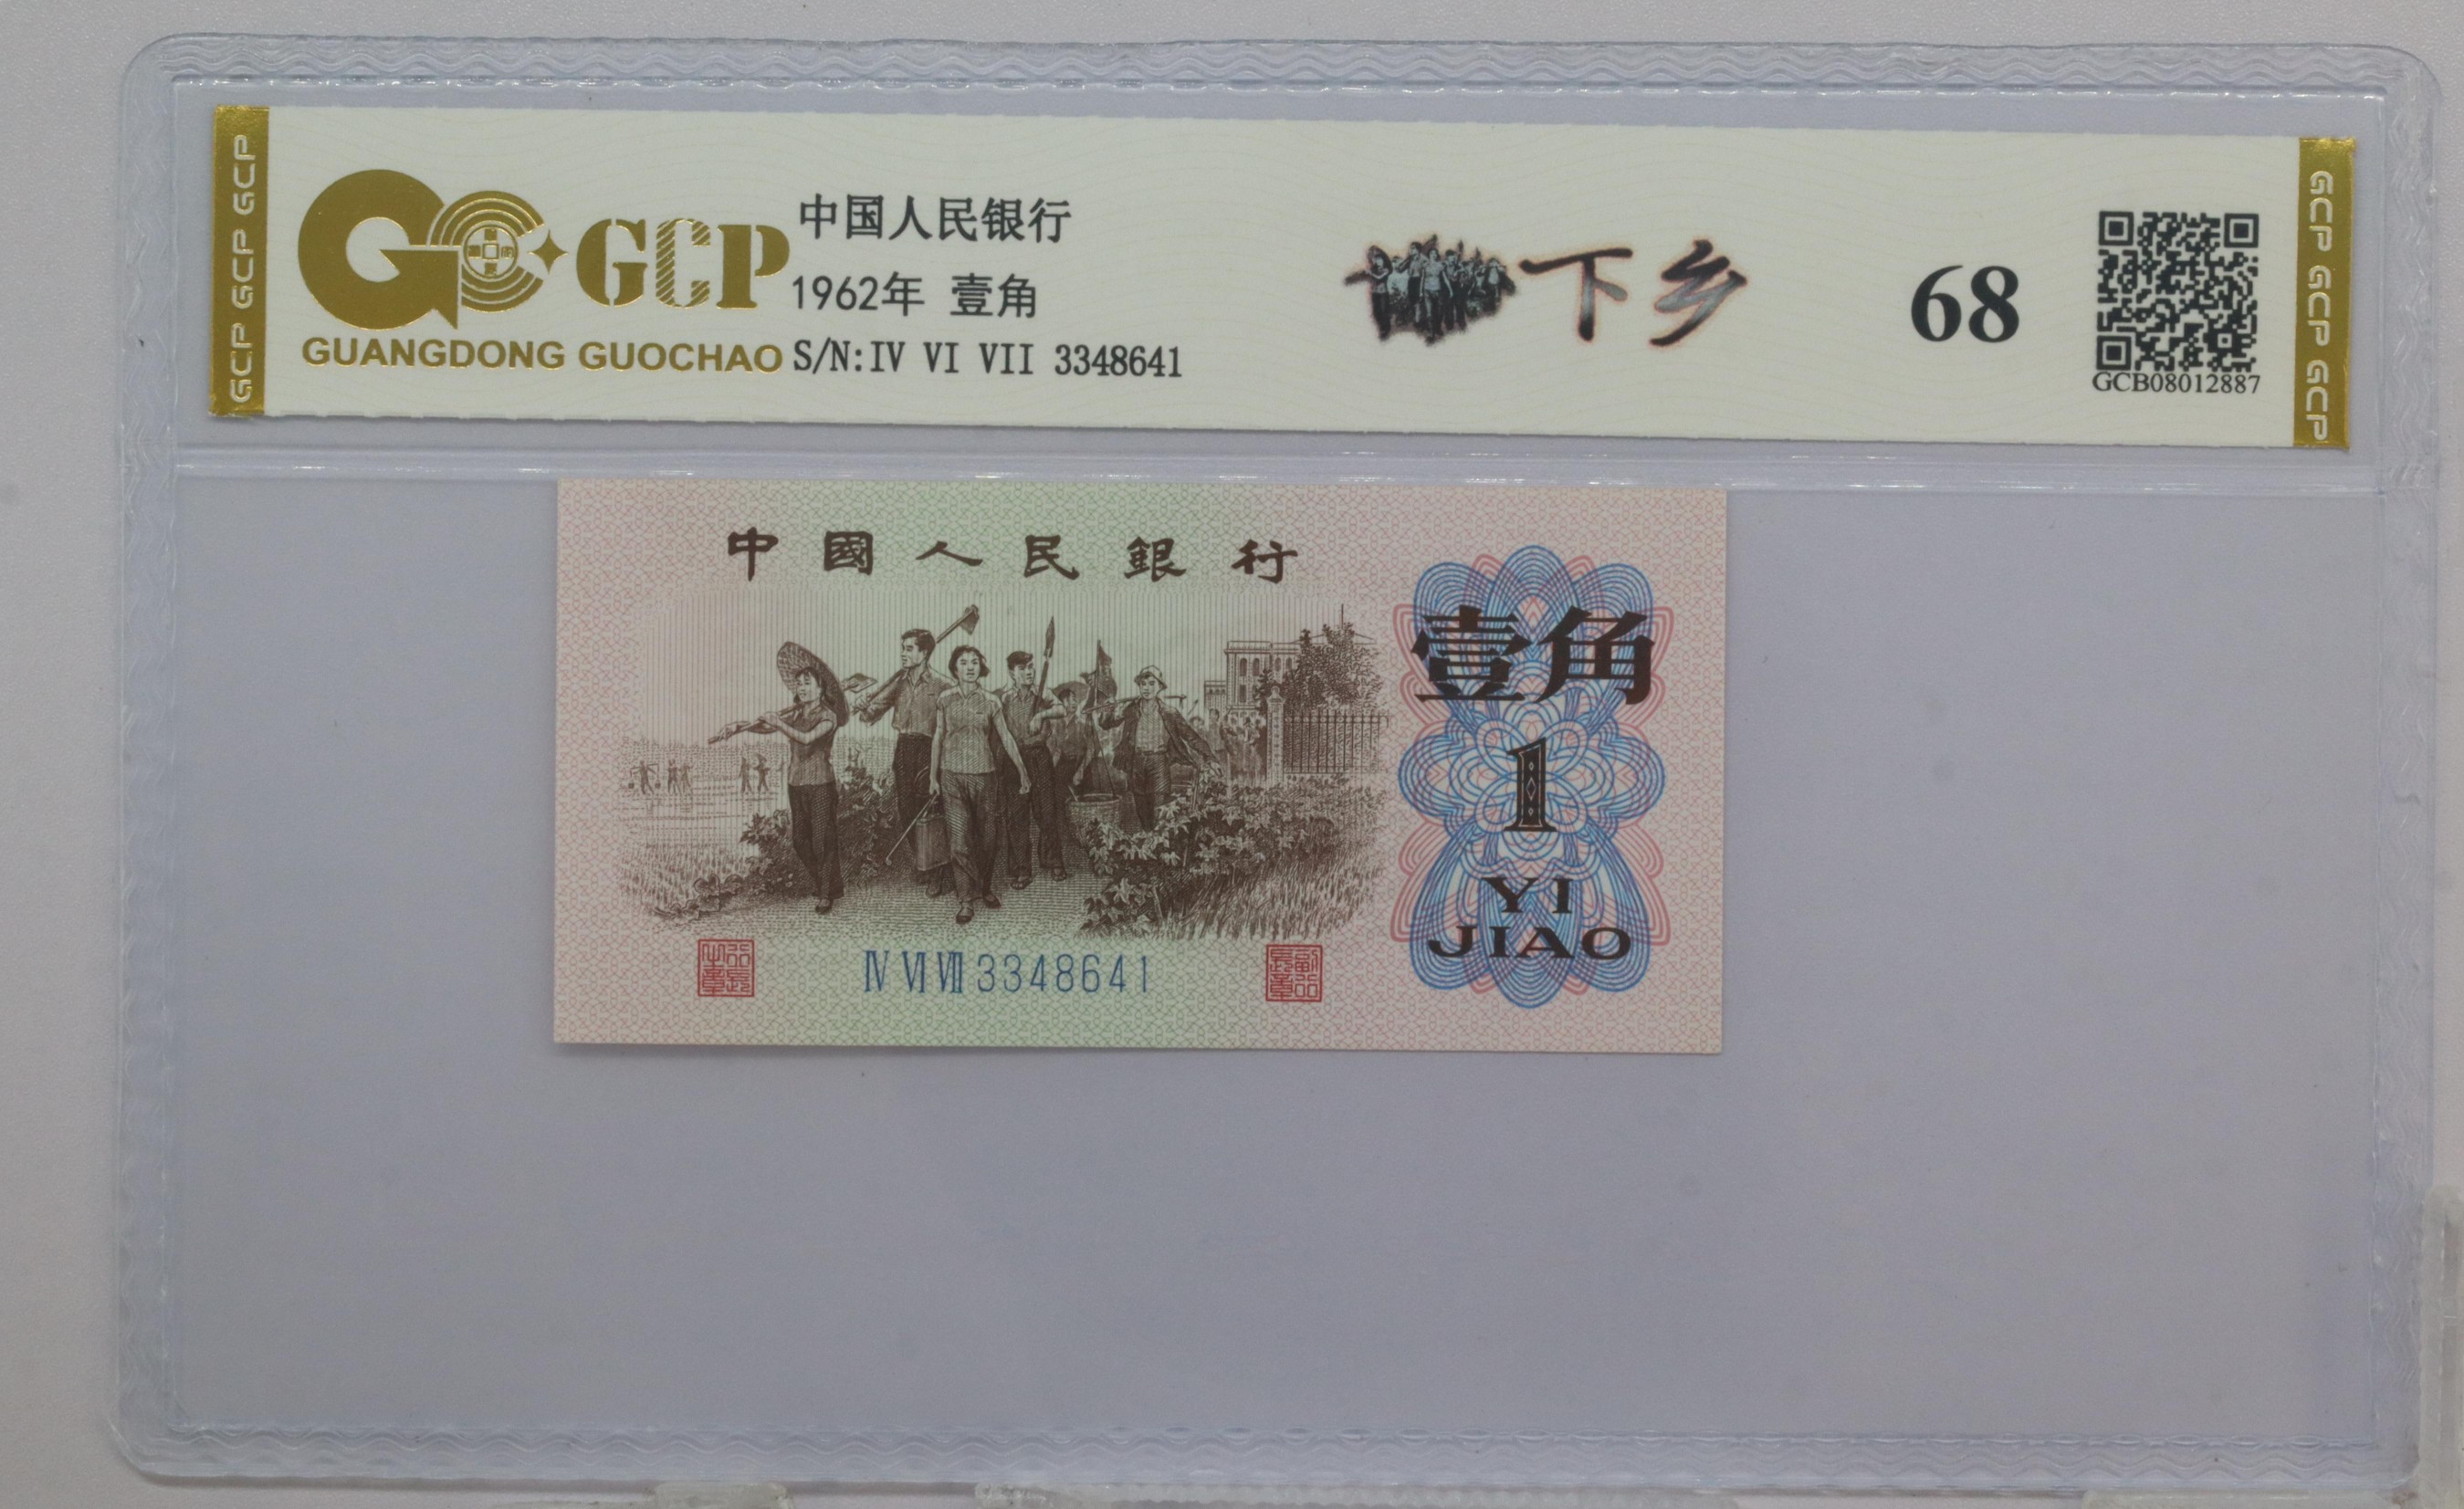 GCP GCP GCP
GCP
中国人民银行
1962年 壹角
GUANGDONG GUOCHAO
S/N:IV VI VII 3348641
下乡
68
GCB08012887
GCP GCP GCP
中國人民銀行
壹角
1
YI
JIAO
Ⅳ Ⅵ Ⅶ 3348641